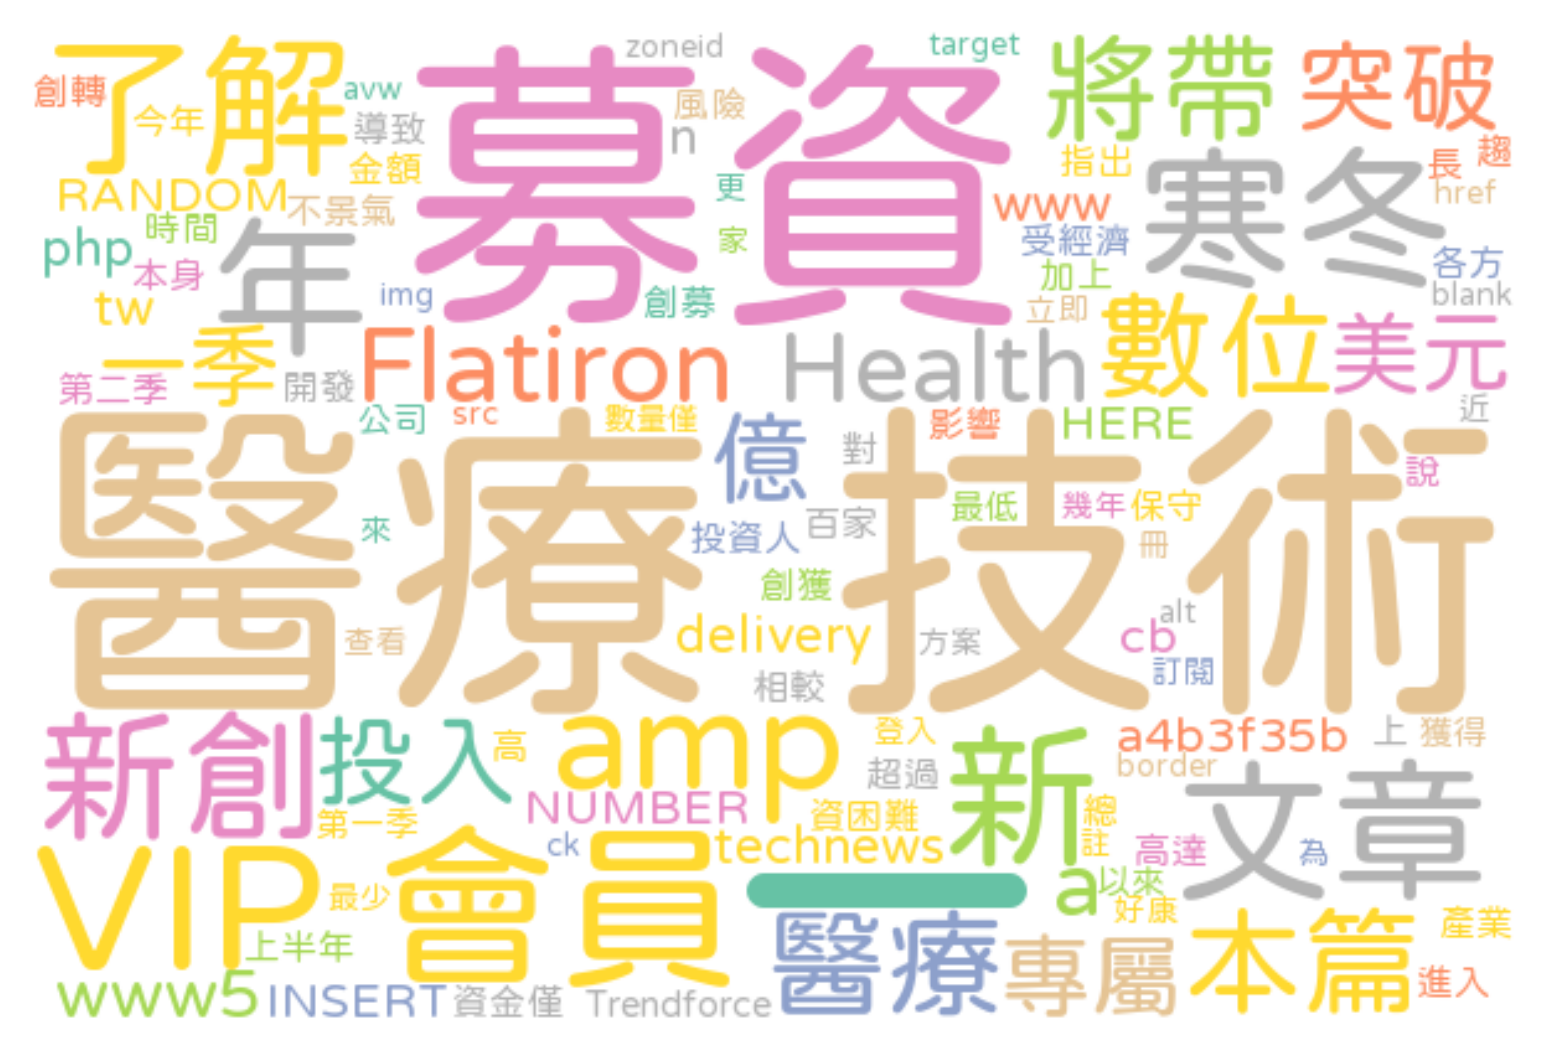 了解
募資
zoneid
target
將帶
突破
創轉
avw
今年
導致
風險
n
金額
指出
長
趨
RANDOM
不景氣
更
www
寒冬
href
php
時間
年
家
受經濟
各方
本身
加上
tw
img
創募
立即
blank
一季
Flatiron
Health
數位
美元
第二季
開發
公司
src
數量僅
影響
HERE
近
醫療技術
億
對
說
來
最低
幾年
保守
投資人
百家
冊
創獲
alt
查看
delivery
方案
cb
相較
訂閱
新創
投入
高
amp
登入
新
a4b3f35b
上
獲得
border
超過
第一季
NUMBER
資困難
總
註
文章
VIP會員
ck
technews
高達
為
最少
一
a
以來
好康
上半年
醫療
專屬
本篇
產業
進入
www5
INSERT
資金僅
Trendforce